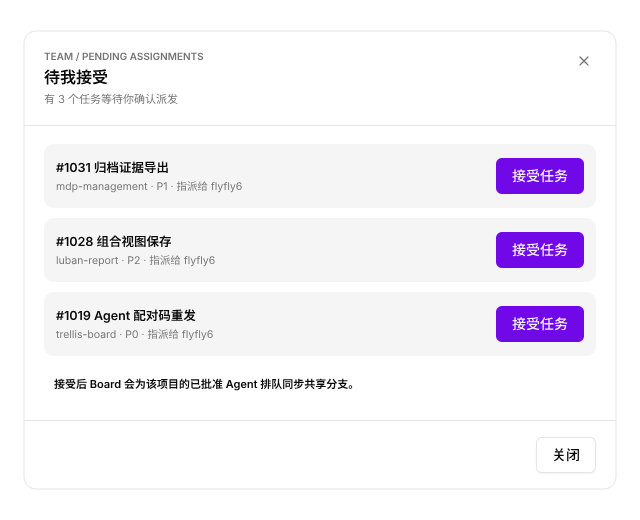 TEAM / PENDING ASSIGNMENTS
待我接受
有 3 个任务等待你确认派发
#1031 归档证据导出
mdp-management · P1 · 指派给 flyfly6
接受任务
#1028 组合视图保存
luban-report · P2 · 指派给 flyfly6
接受任务
#1019 Agent 配对码重发
trellis-board · P0 · 指派给 flyfly6
接受任务
接受后 Board 会为该项目的已批准 Agent 排队同步共享分支。
关闭